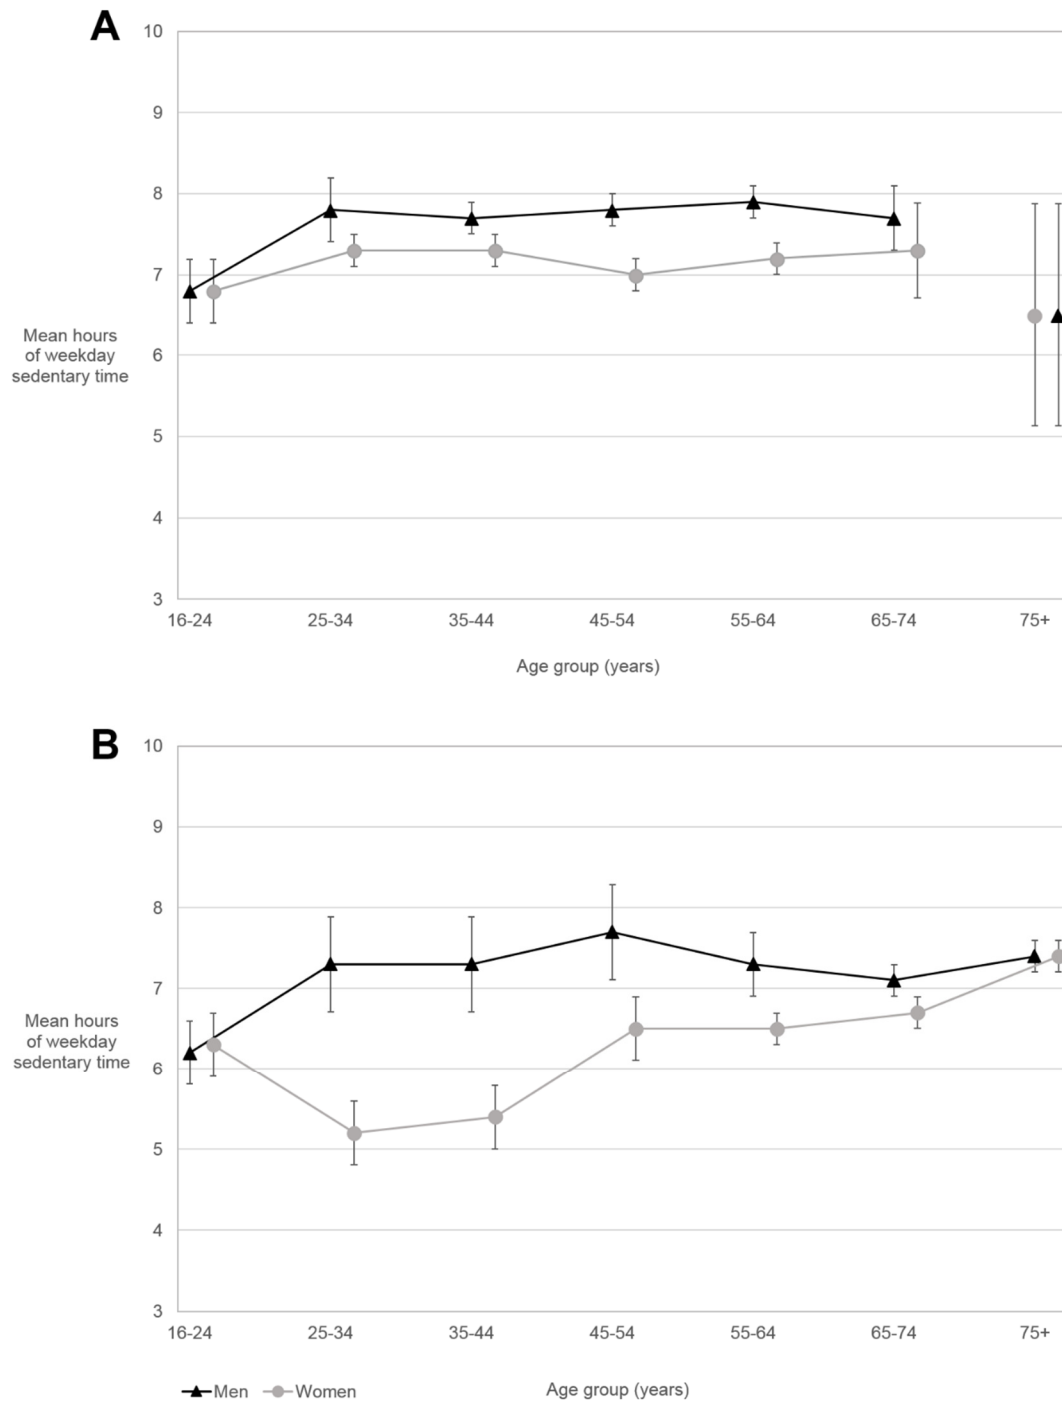 A
10
9
8
7
6
5
4
3
Mean hours
of weekday
sedentary time
16-24 25-34 35-44 45-54 55-64 65-74 75+
Age group (years)
B
10
9
8
7
6
5
4
3
Mean hours
of weekday
sedentary time
16-24 25-34 35-44 45-54 55-64 65-74 75+
Men Women
Age group (years)